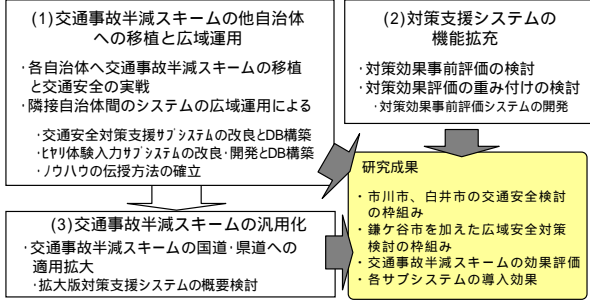 (1)交通事故半減スキームの他自治体
への移植と広域運用
・各自治体へ交通事故半減スキームの移植
と交通安全の実戦
・隣接自治体間のシステムの広域運用による
・交通安全対策支援ｻﾌﾞｼｽﾃﾑの改良とDB構築
・ﾋﾔﾘ体験入力ｻﾌﾞｼｽﾃﾑの改良・開発とDB構築
・ノウハウの伝授方法の確立
(2)対策支援システムの
機能拡充
・対策効果事前評価の検討
・対策効果評価の重み付けの検討
・対策効果事前評価システムの開発
(3)交通事故半減スキームの汎用化
・交通事故半減スキームの国道・県道への
適用拡大
・拡大版対策支援システムの概要検討
研究成果
・市川市、白井市の交通安全検討
の枠組み
・鎌ケ谷市を加えた広域安全対策
検討の枠組み
・交通事故半減スキームの効果評価
・各サブシステムの導入効果